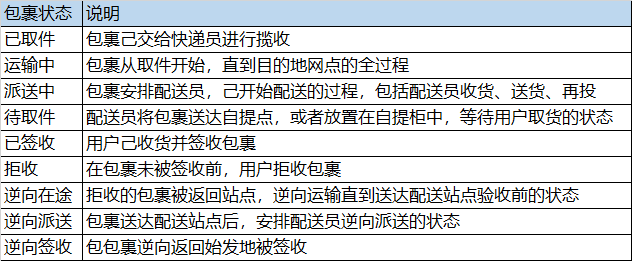 包裹状态 说明
已取件 包裹己交给快递员进行揽收
运输中 包裹从取件开始，直到目的地网点的全过程
派送中 包裹安排配送员，己开始配送的过程，包括配送员收货、送货、再投
待取件 配送员将包裹送达自提点，或者放置在自提柜中，等待用户取货的状态
已签收 用户己收货并签收包裹
拒收 在包裹未被签收前，用户拒收包裹
逆向在途 拒收的包裹被返回站点，逆向运输直到送达配送站点验收前的状态
逆向派送 包裹送达配送站点后，安排配送员逆向派送的状态
逆向签收 包包裹逆向返回始发地被签收